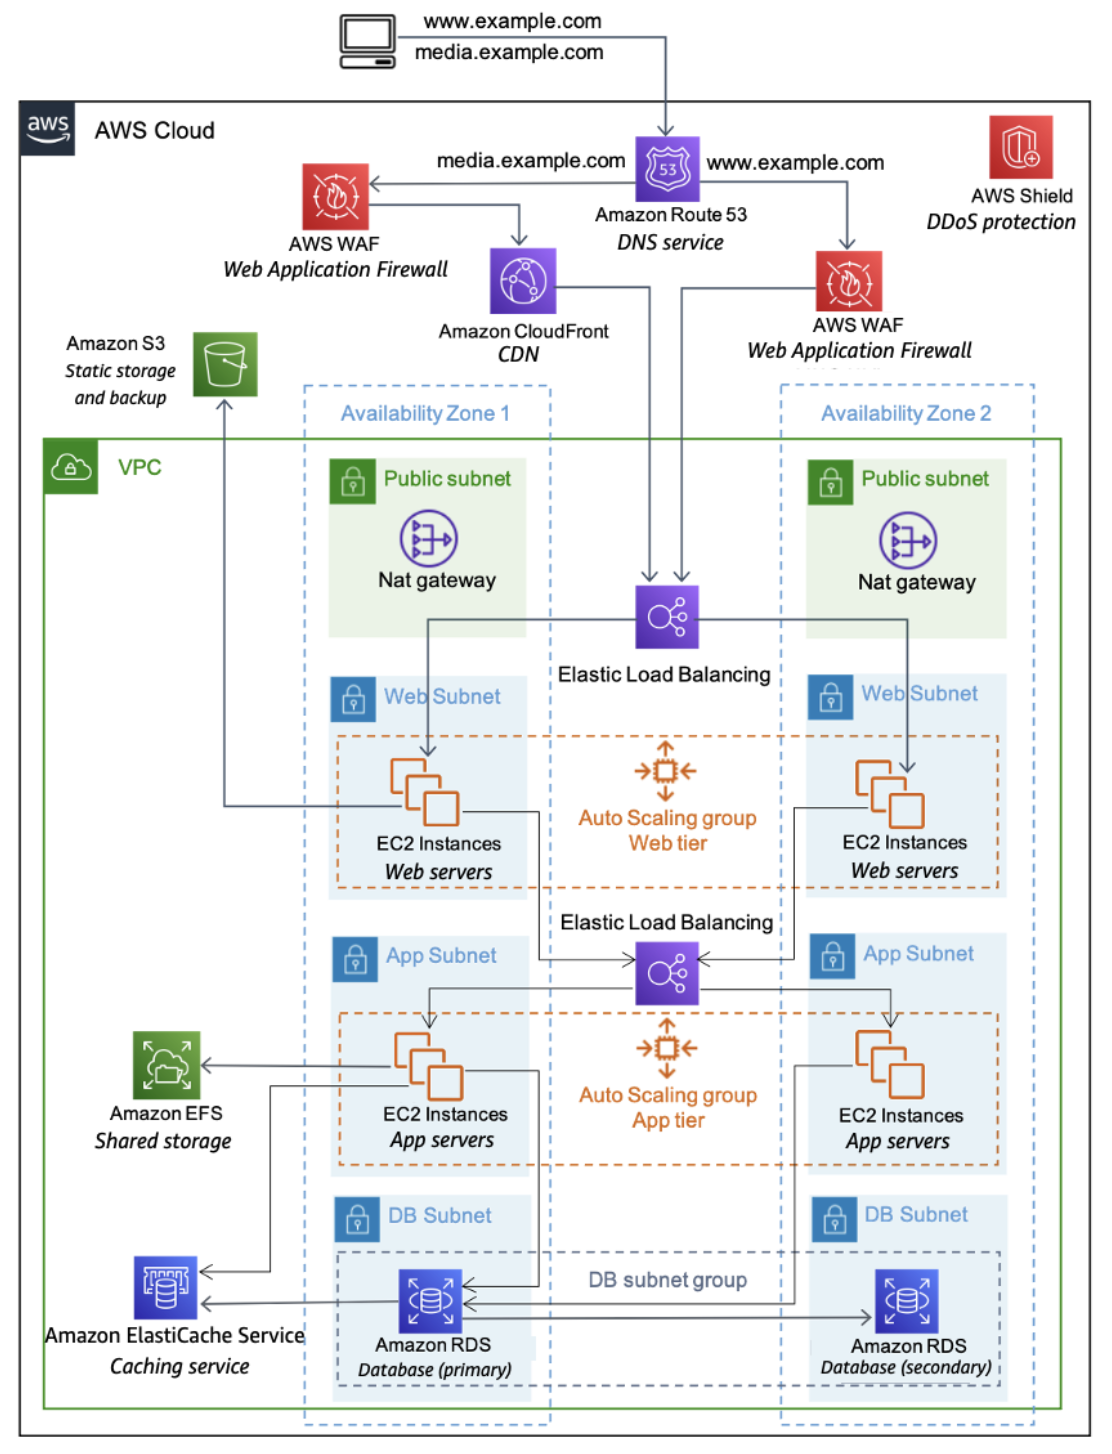 www.example.com
media.example.com
aws
AWS Cloud
media.example.com
www.example.com
53
Amazon Route 53
DNS service
AWS Shield
DDoS protection
AWS WAF
Web Application Firewall
Amazon CloudFront
CDN
AWS WAF
Web Application Firewall
Amazon S3
Static storage
and backup
Availability Zone 1
Availability Zone 2
VPC
Public subnet
Public subnet
Nat gateway
Nat gateway
Elastic Load Balancing
Web Subnet
Web Subnet
Auto Scaling group
Web tier
EC2 Instances
Web servers
EC2 Instances
Web servers
Elastic Load Balancing
App Subnet
App Subnet
Auto Scaling group
App tier
EC2 Instances
App servers
EC2 Instances
App servers
Amazon EFS
Shared storage
DB Subnet
DB Subnet
DB subnet group
Amazon ElastiCache Service
Caching service
Amazon RDS
Database (primary)
Amazon RDS
Database (secondary)